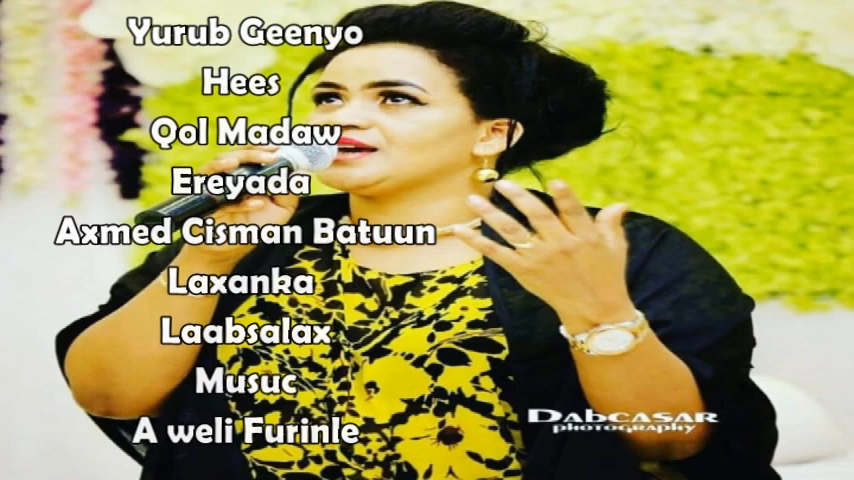 Yurub Geenyo
Hees
Qol Madaw
Ereyada
Axmed Cisman Batuun
Laxanka
Laabsalax
Musuc
A weli Furinle
Dabcasar
photography